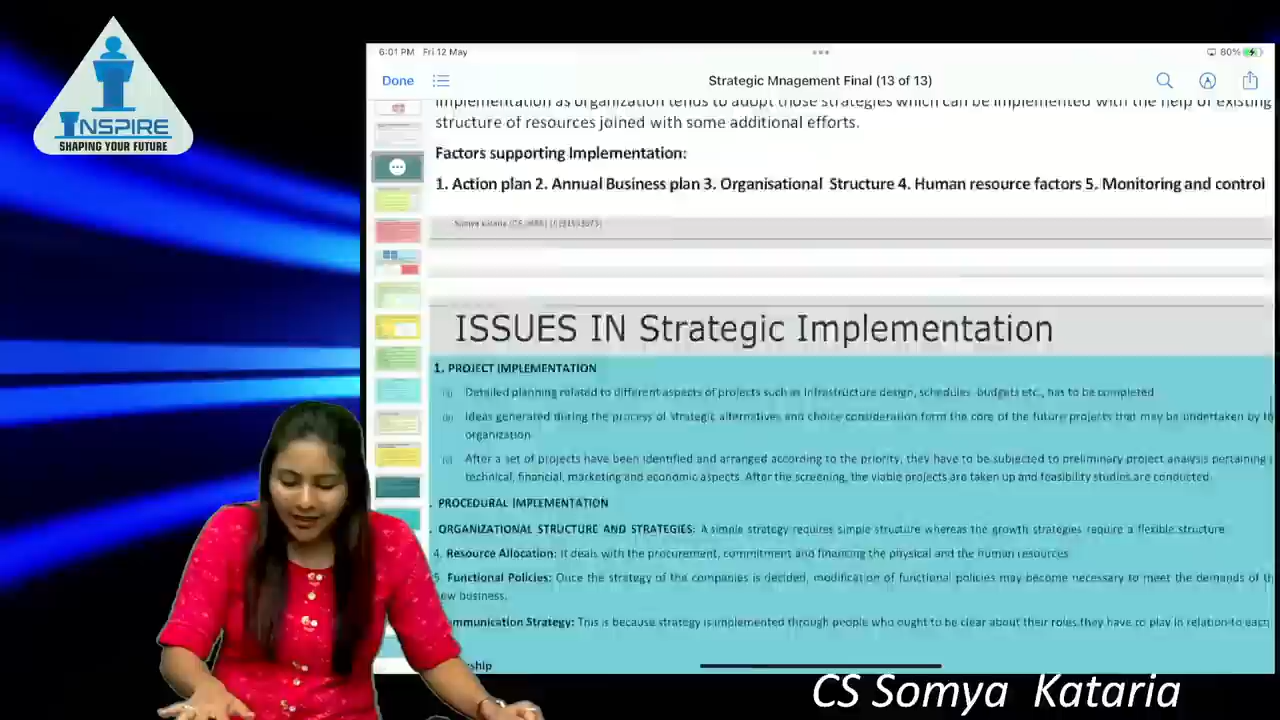 INSPIRE
SHAPING YOUR FUTURE
6:01 PM Fri 12 May
80%
Done
Strategic Mnagement Final (13 of 13)
implementation as organization tends to adopt those strategies which can be implemented with the help of existing
structure of resources joined with some additional efforts.
Factors supporting Implementation:
1. Action plan 2. Annual Business plan 3. Organisational Structure 4. Human resource factors 5. Monitoring and control
ISSUES IN Strategic Implementation
1. PROJECT IMPLEMENTATION
Detailed planning related to different aspects of projects such as infrastructure design, schedules budgets etc., has to be completed
Ideas generated during the process of strategic alternatives and choice consideration form the core of the future projects that may be undertaken by
organization
After a set of projects have been identified and arranged according to the priority, they have to be subjected to preliminary project analysis pertaining
technical, financial, marketing and economic aspects. After the screening, the viable projects are taken up and feasibility studies are conducted
. PROCEDURAL IMPLEMENTATION
. ORGANIZATIONAL STRUCTURE AND STRATEGIES: A simple strategy requires simple structure whereas the growth strategies require a flexible structure
4. Resource Allocation: It deals with the procurement, commitment and financing the physical and the human resources
5. Functional Policies: Once the strategy of the companies is decided, modification of functional policies may become necessary to meet the demands of
business.
mmunication Strategy: This is because strategy is implemented through people who ought to be clear about their roles they have to play in relation to each
ship
CS Somya Kataria